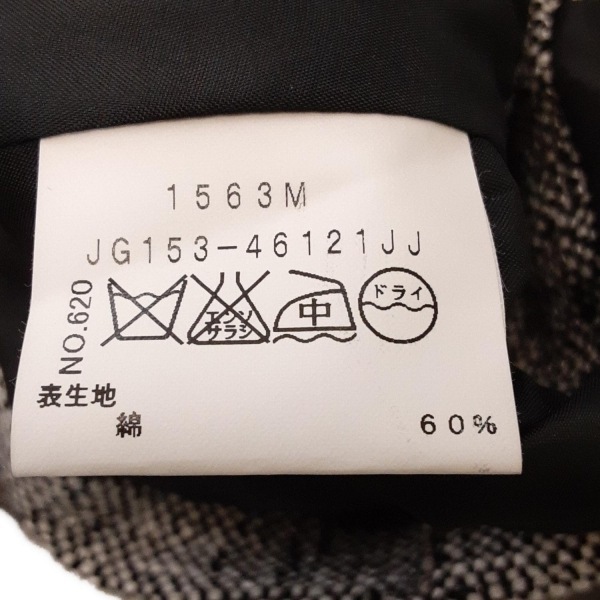 1563M
JG153-46121JJ
NO.620
エンソ
サラシ
中
ドライ
表生地
綿 60%